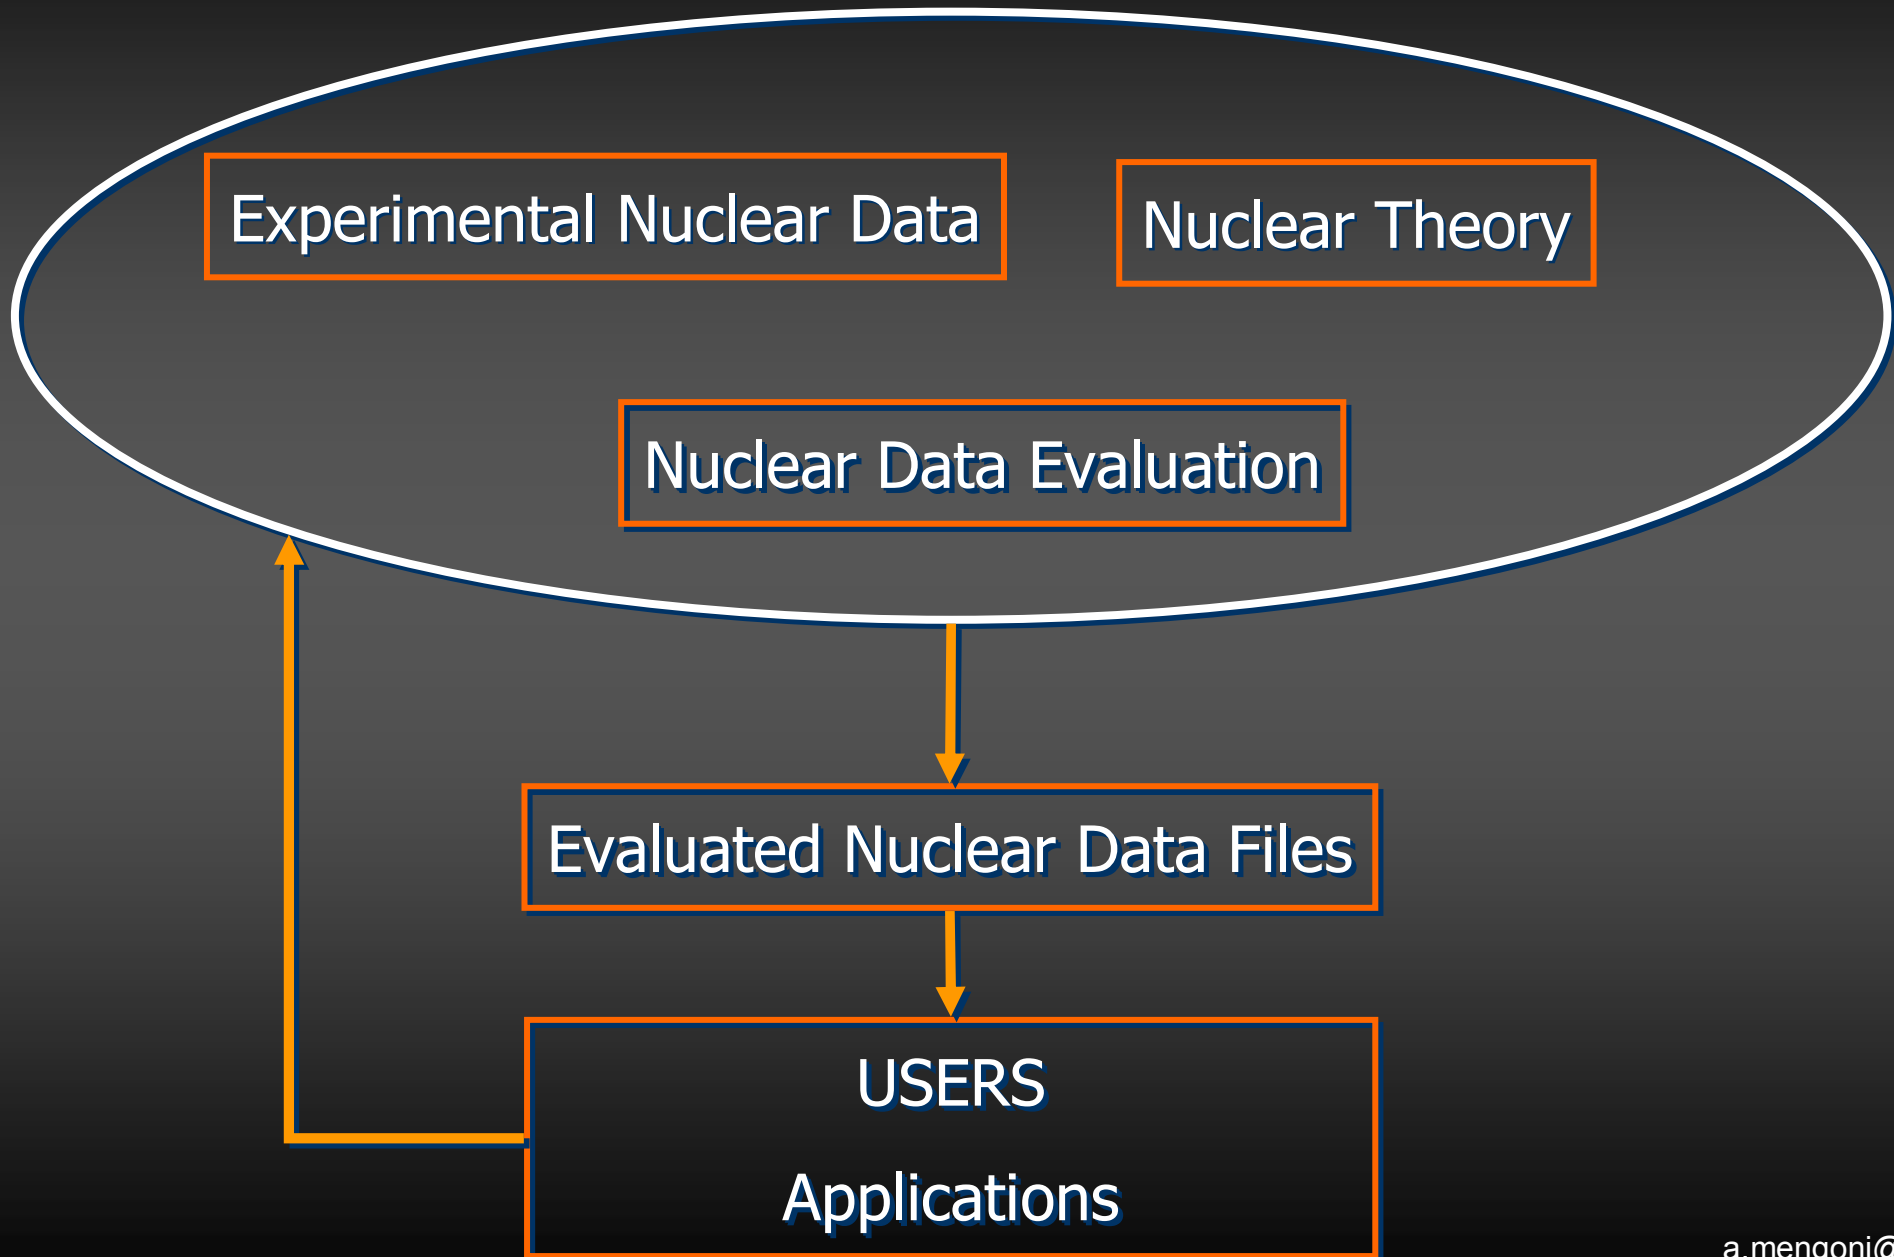 Experimental Nuclear Data
Nuclear Theory
Nuclear Data Evaluation
Evaluated Nuclear Data Files
USERS
Applications
a.mengoni@